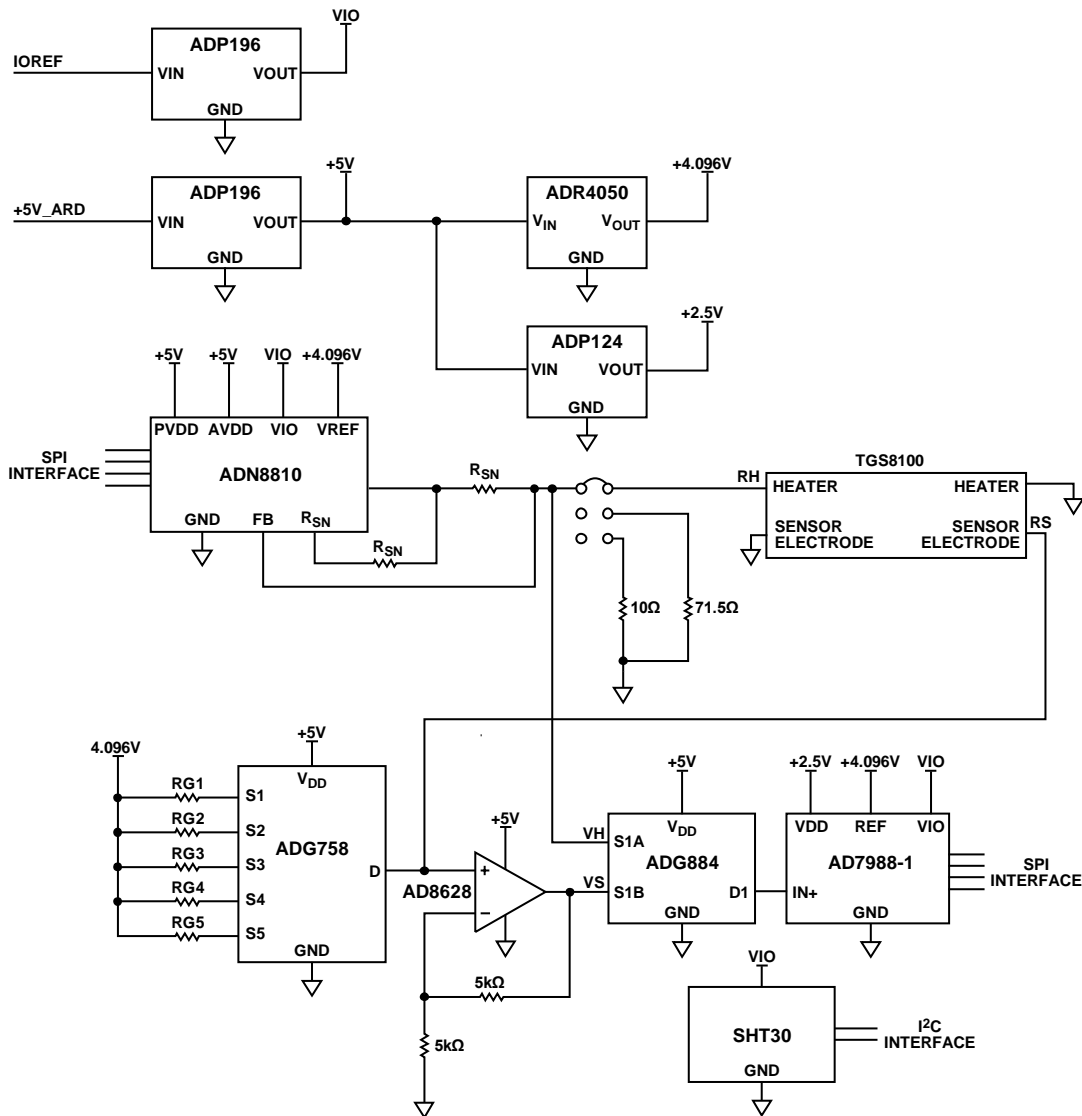 VIO
ADP196
IOREF
VIN
VOUT
GND
+5V
ADP196
+5V_ARD
VIN
VOUT
GND
+4.096V
ADR4050
VIN
VOUT
GND
+2.5V
ADP124
VIN
VOUT
GND
+5V
+5V
VIO
+4.096V
PVDD
AVDD
VIO
VREF
SPI
INTERFACE
ADN8810
GND
FB
RSN
RSN
RSN
10Ω
71.5Ω
TGS8100
RH
HEATER
HEATER
SENSOR
ELECTRODE
SENSOR
ELECTRODE
RS
4.096V
RG1
RG2
RG3
RG4
RG5
+5V
VDD
S1
S2
S3
S4
S5
ADG758
D
GND
+5V
AD8628
+
−
5kΩ
5kΩ
+5V
VDD
VH
S1A
ADG884
VS
S1B
D1
GND
+2.5V
+4.096V
VIO
VDD
REF
VIO
AD7988-1
IN+
GND
SPI
INTERFACE
VIO
SHT30
GND
I2C
INTERFACE